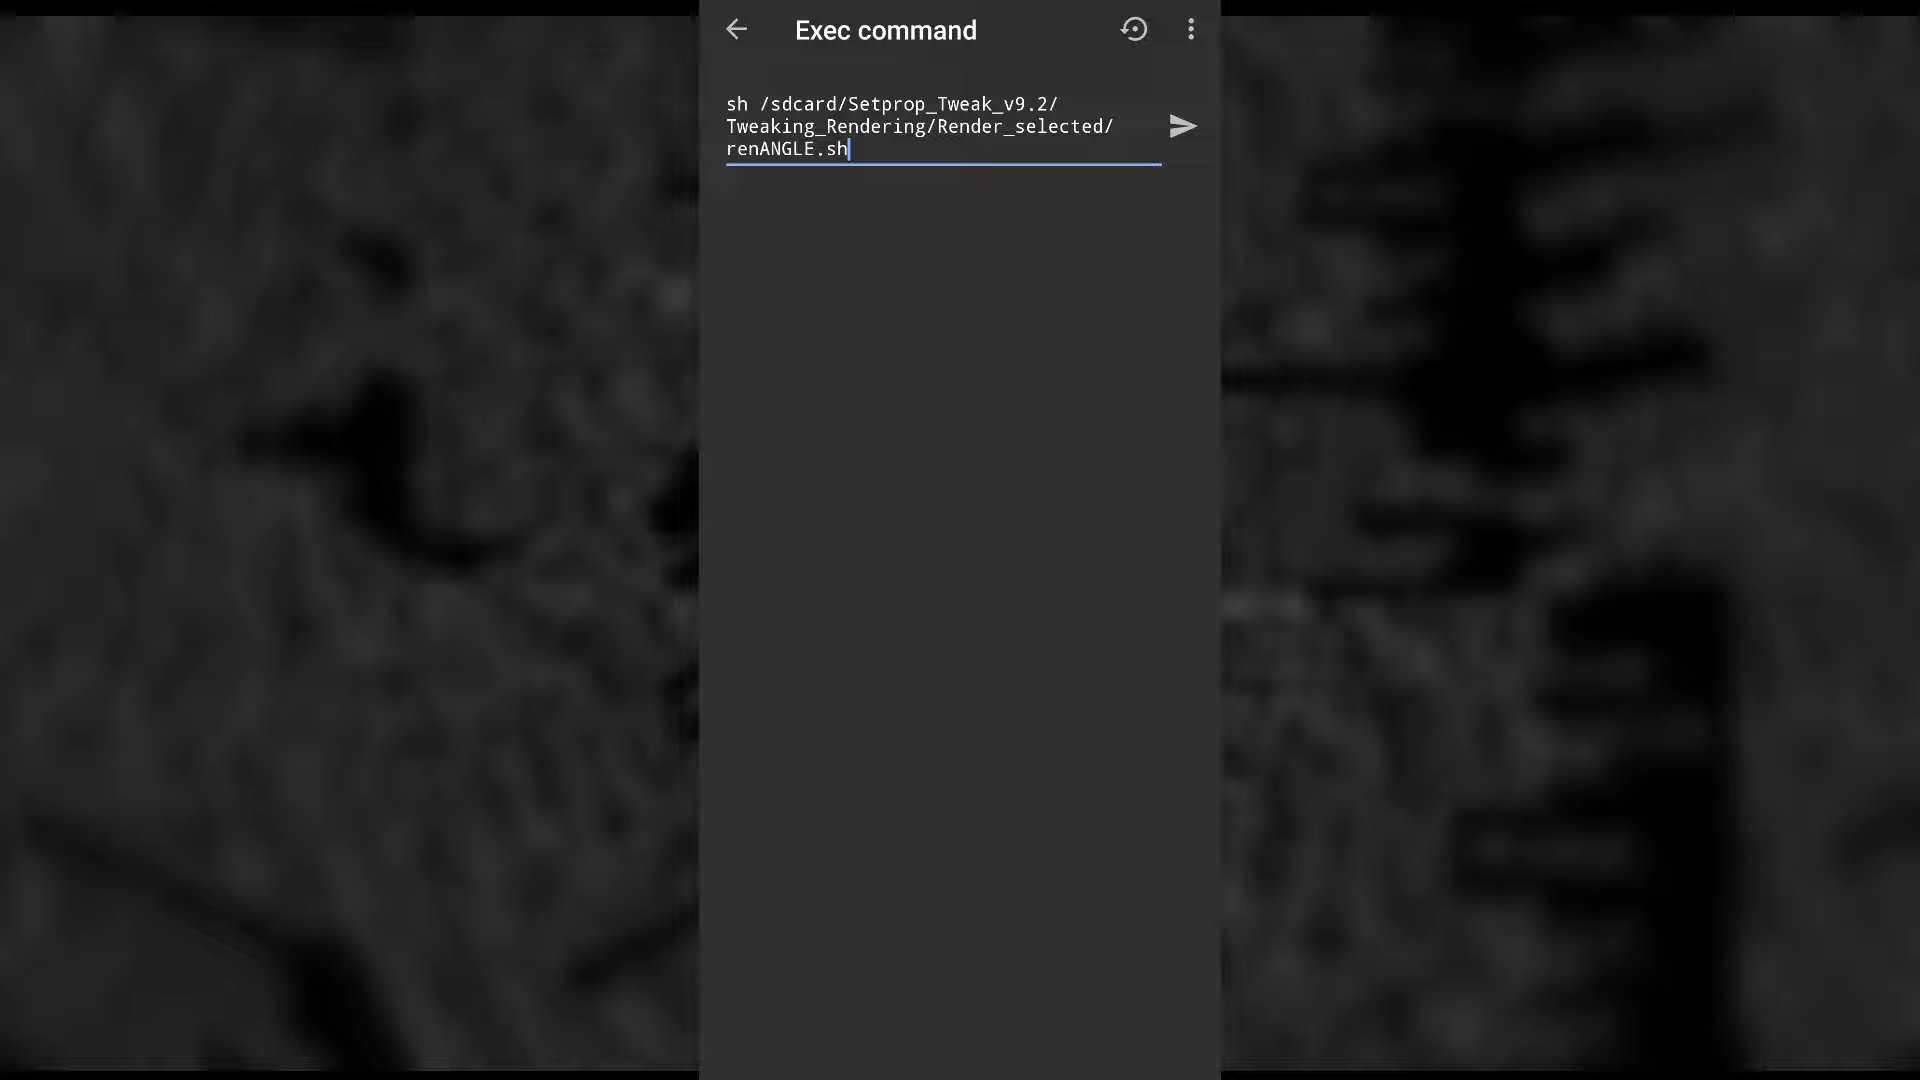 Exec command
sh /sdcard/Setprop_Tweak_v9.2/
Tweaking_Rendering/Render_selected/
renANGLE.sh